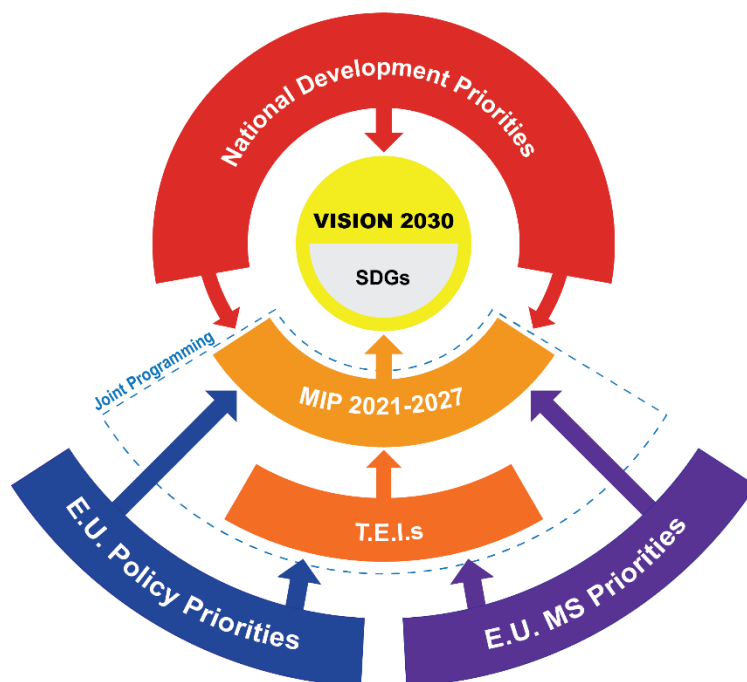 National Development Priorities
VISION 2030
SDGs
Joint Programming
MIP 2021-2027
T.E.I.s
E.U. Policy Priorities
E.U. MS Priorities